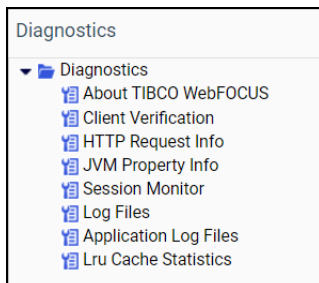 Diagnostics
Diagnostics
About TIBCO WebFOCUS
Client Verification
HTTP Request Info
JVM Property Info
Session Monitor
Log Files
Application Log Files
Lru Cache Statistics